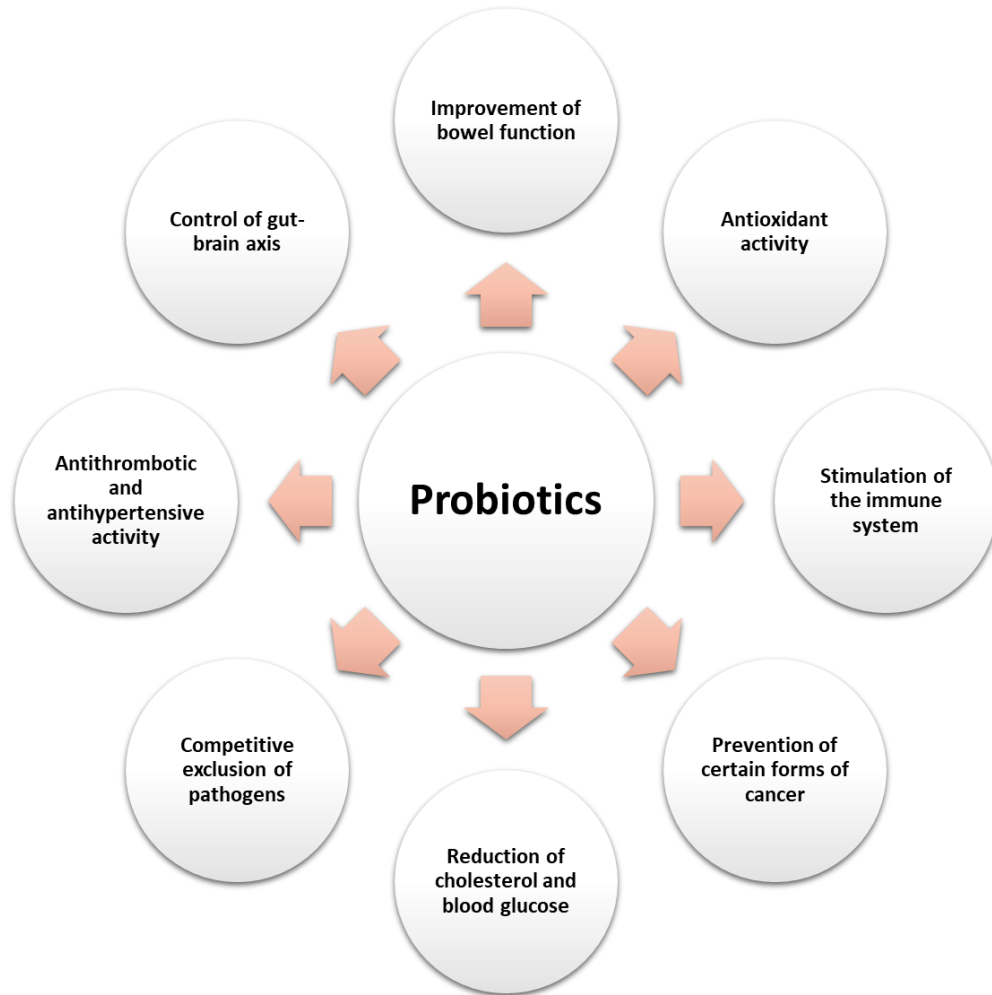 Improvement of
bowel function
Control of gut-
brain axis
Antioxidant
activity
Antithrombotic
and
antihypertensive
activity
Probiotics
Stimulation of
the immune
system
Competitive
exclusion of
pathogens
Prevention of
certain forms of
cancer
Reduction of
cholesterol and
blood glucose